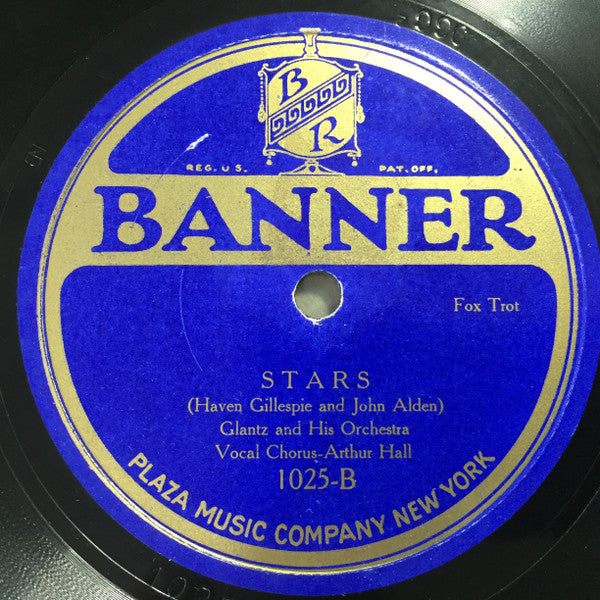 B
R
REG. U.S. PAT. OFF.
BANNER
Fox Trot
STARS
(Haven Gillespie and John Alden)
Glantz and His Orchestra
Vocal Chorus-Arthur Hall
1025-B
PLAZA MUSIC COMPANY NEW YORK